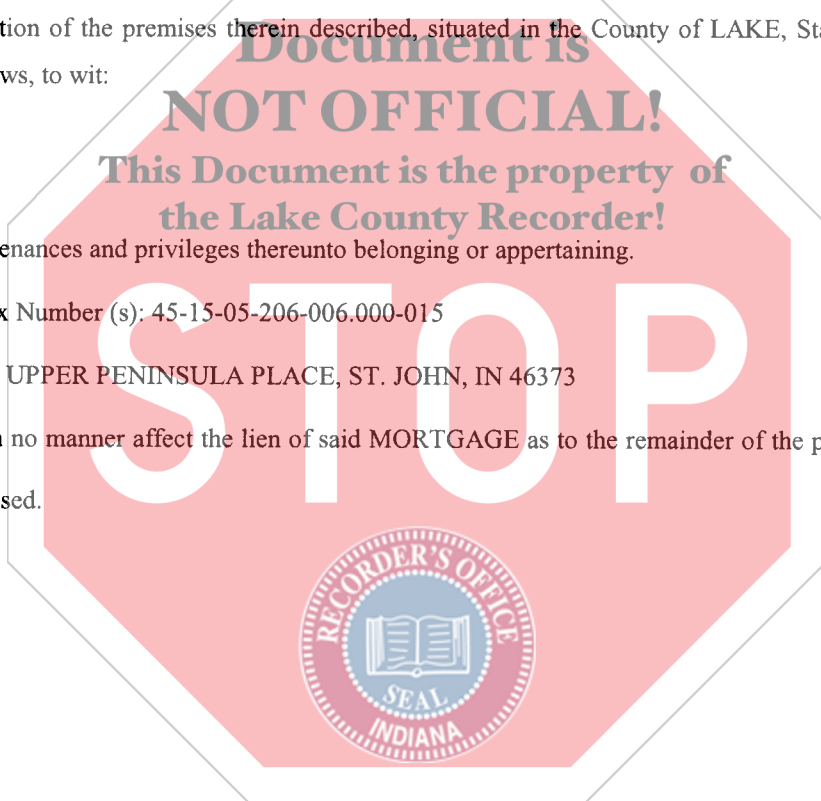 tion of the premises therein described, situated in the County of LAKE, Sta
Document is
ws, to wit:
NOT OFFICIAL!
This Document is the property of
the Lake County Recorder!
enances and privileges thereunto belonging or appertaining.
x Number (s): 45-15-05-206-006.000-015
STOP
UPPER PENINSULA PLACE, ST. JOHN, IN 46373
no manner affect the lien of said MORTGAGE as to the remainder of the p
sed.
RECORDER'S OFFICE
SEAL
INDIANA